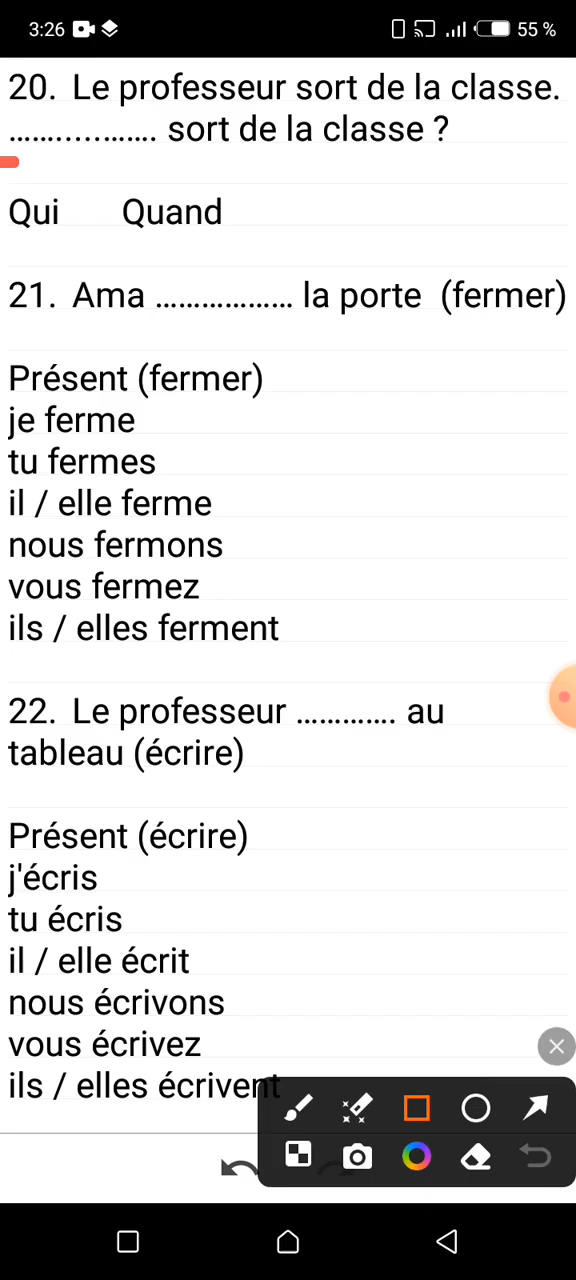 3:26 55 %
20. Le professeur sort de la classe.
.................. sort de la classe ?
Qui Quand
21. Ama .................. la porte (fermer)
Présent (fermer)
je ferme
tu fermes
il / elle ferme
nous fermons
vous fermez
ils / elles ferment
22. Le professeur ............. au
tableau (écrire)
Présent (écrire)
j'écris
tu écris
il / elle écrit
nous écrivons
vous écrivez
ils / elles écrivent